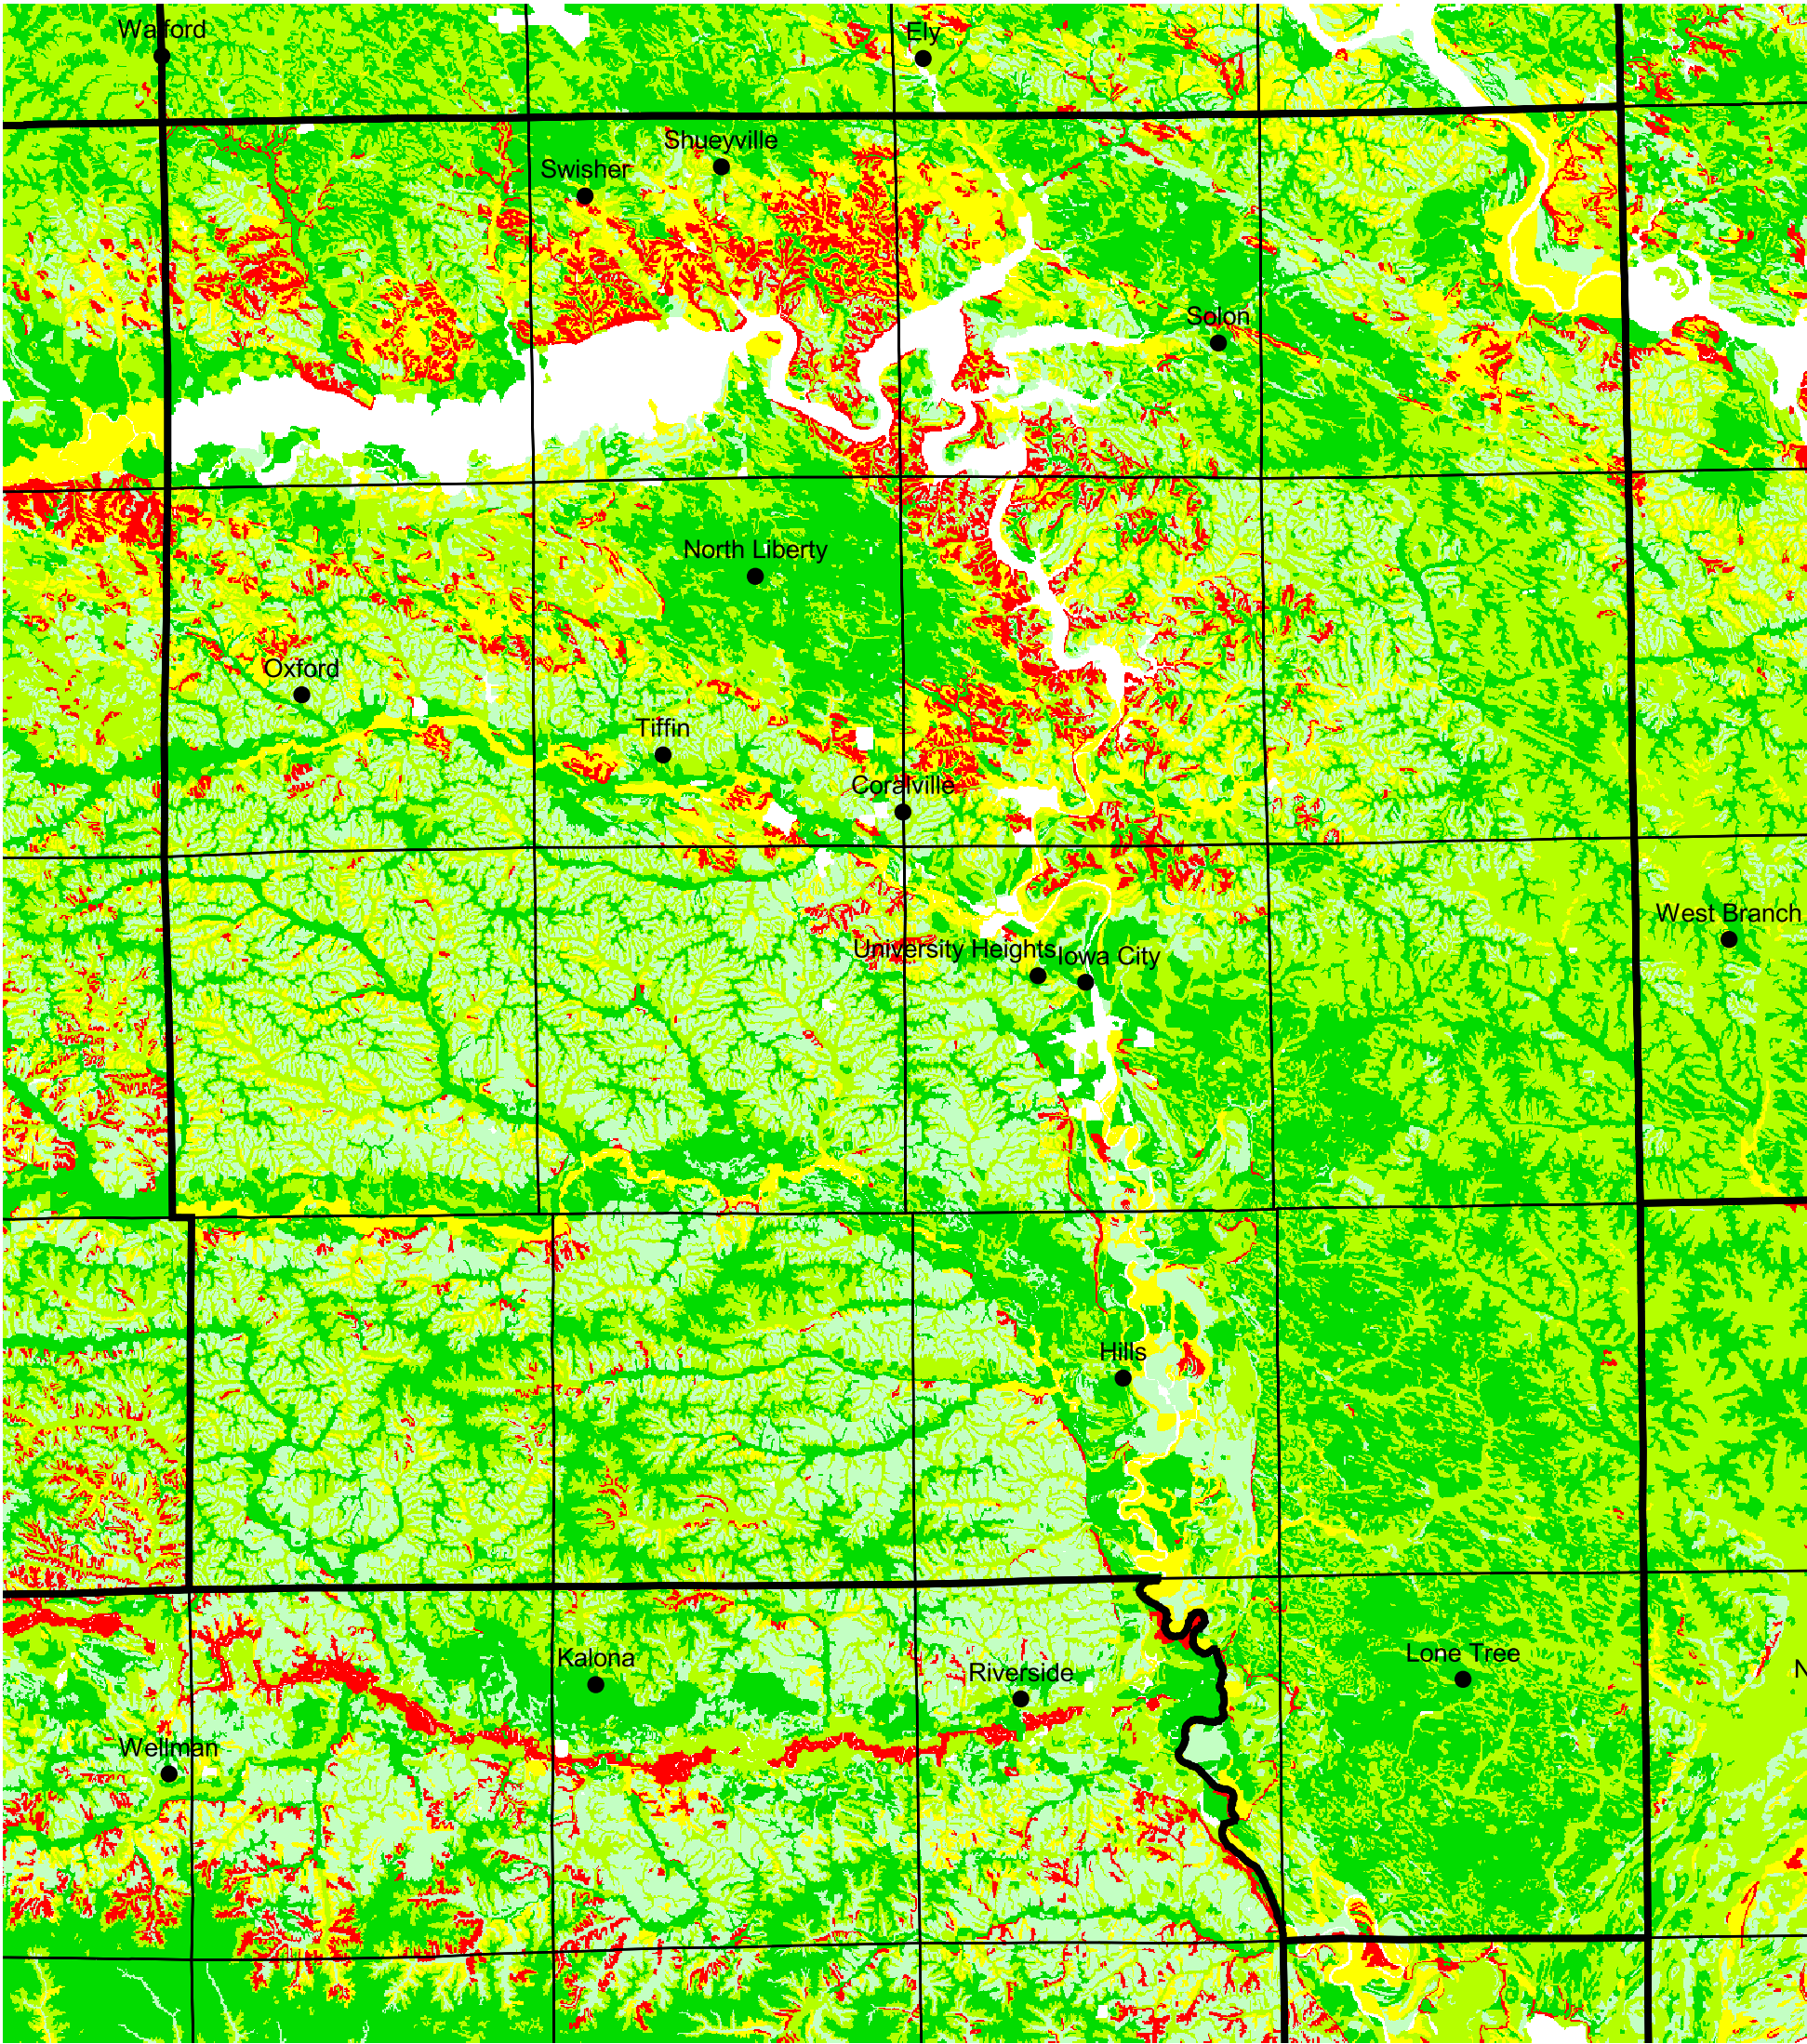 Walford
Ely
Shueyville
Swisher
Solon
North Liberty
Oxford
Tiffin
Coralville
West Branch
University Heights
Iowa City
Hills
Lone Tree
Kalona
Riverside
N
Wellman